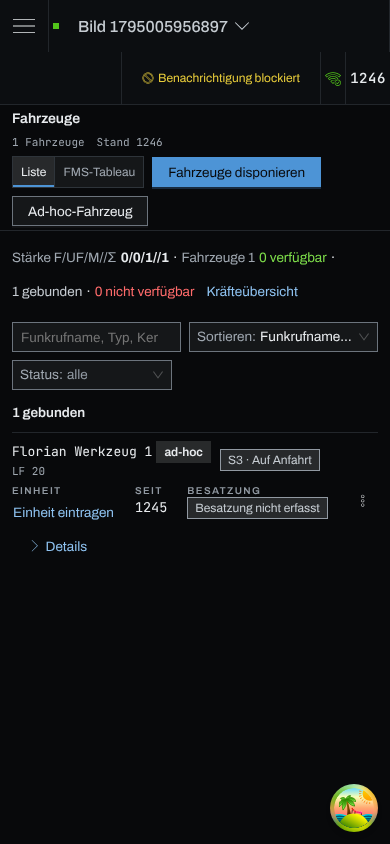 Bild 1795005956897
Benachrichtigung blockiert
1246
Fahrzeuge
1 Fahrzeuge Stand 1246
Liste FMS-Tableau Fahrzeuge disponieren
Ad-hoc-Fahrzeug
Stärke F/UF/M//Σ 0/0/1//1 · Fahrzeuge 1 0 verfügbar ·
1 gebunden · 0 nicht verfügbar Kräfteübersicht
Funkrufname, Typ, Ker Sortieren: Funkrufname...
Status: alle
1 gebunden
Florian Werkzeug 1 ad-hoc S3 · Auf Anfahrt
LF 20
EINHEIT SEIT BESATZUNG
Einheit eintragen 1245 Besatzung nicht erfasst
Details